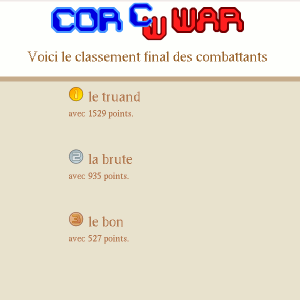 COR CIW WAR
Voici le classement final des combattants
1 le truand
avec 1529 points.
2 la brute
avec 935 points.
3 le bon
avec 527 points.